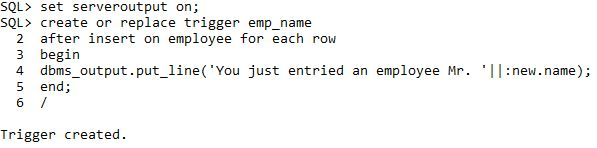 SQL> set serveroutput on;
SQL> create or replace trigger emp_name
2 after insert on employee for each row
3 begin
4 dbms_output.put_line('You just entried an employee Mr. '||:new.name);
5 end;
6 /
Trigger created.